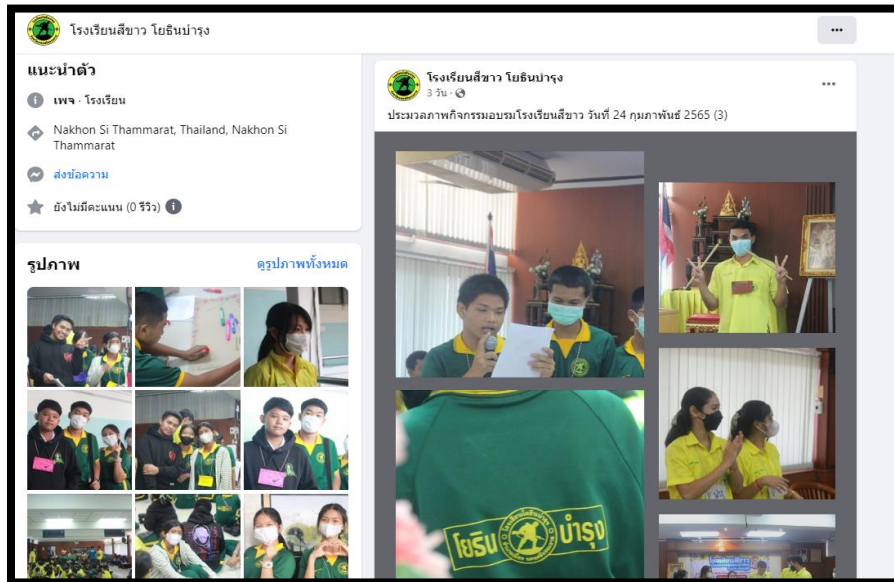 โรงเรียนสีขาว โยธินบำรุง
แนะนำตัว
เพจ · โรงเรียน
Nakhon Si Thammarat, Thailand, Nakhon Si
Thammarat
ส่งข้อความ
ยังไม่มีคะแนน (0 รีวิว)
รูปภาพ
ดูรูปภาพทั้งหมด
โรงเรียนสีขาว โยธินบำรุง
3 วัน ·
ประมวลภาพกิจกรรมอบรมโรงเรียนสีขาว วันที่ 24 กุมภาพันธ์ 2565 (3)
โยธิน บำรุง